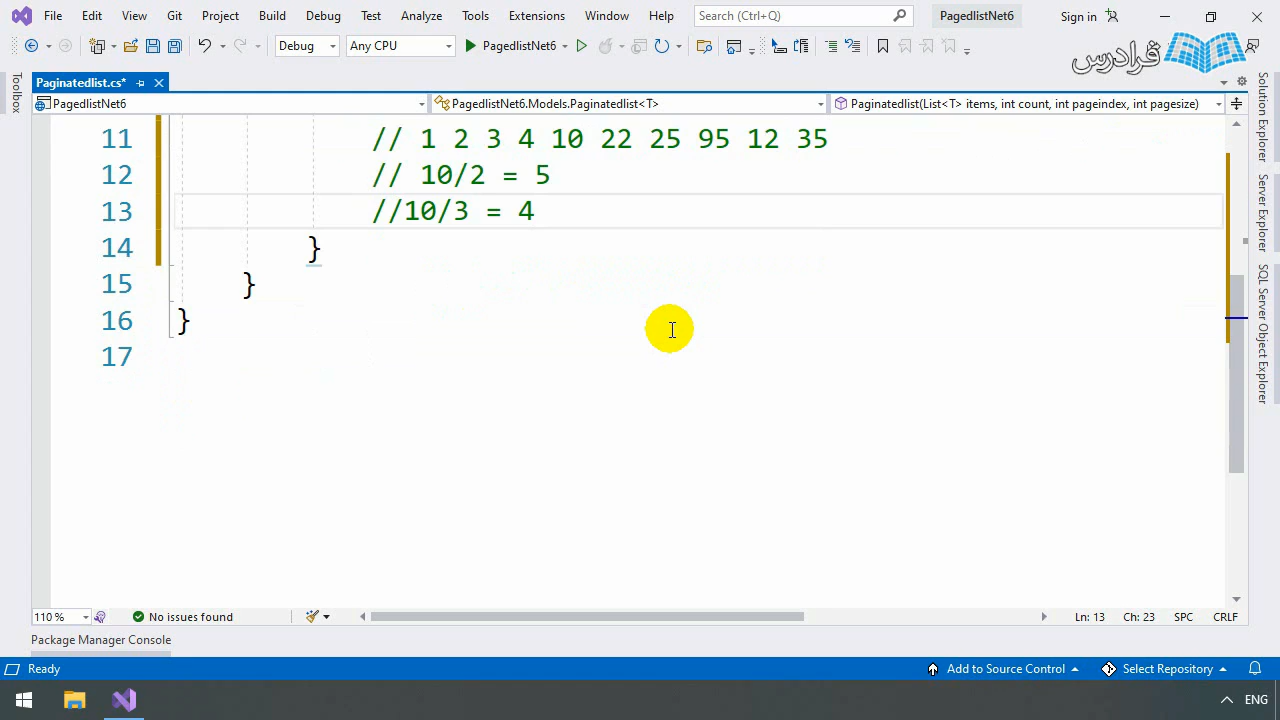 File Edit View Git Project Build Debug Test Analyze Tools Extensions Window Help Search (Ctrl+Q) PagedlistNet6 Sign in
Debug Any CPU PagedlistNet6
فرادرس
Toolbox
Paginatedlist.cs*
PagedlistNet6 PagedlistNet6.Models.Paginatedlist<T> Paginatedlist(List<T> items, int count, int pageindex, int pagesize)
11 // 1 2 3 4 10 22 25 95 12 35
12 // 10/2 = 5
13 //10/3 = 4
14 }
15 }
16 }
17
Solution Explorer
Server Explorer
SQL Server Object Explorer
110 % No issues found Ln: 13 Ch: 23 SPC CRLF
Package Manager Console
Ready Add to Source Control Select Repository
ENG